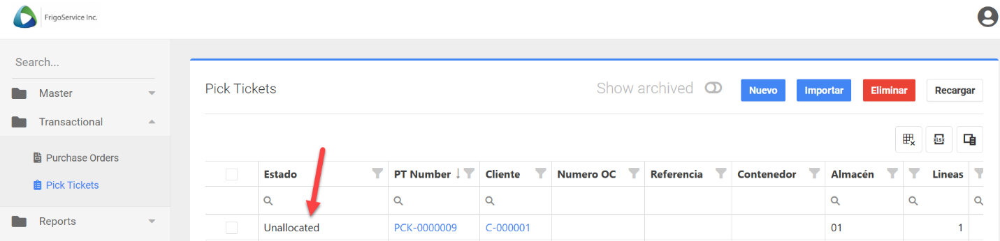 FrigoService Inc.
Search...
Master
Transactional
Purchase Orders
Pick Tickets
Reports
Pick Tickets
Show archived
Nuevo
Importar
Eliminar
Recargar
XLSX
Estado PT Number Cliente Numero OC Referencia Contenedor Almacén Lineas
Unallocated PCK-0000009 C-000001 01 1